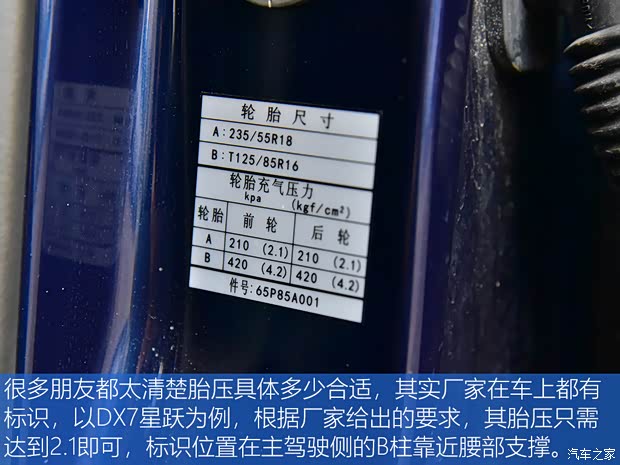 轮胎尺寸
A:235/55R18
B:T125/85R16
轮胎充气压力
kpa (kgf/cm²)
轮胎 前轮 后轮
A 210 (2.1) 210 (2.1)
B 420 (4.2) 420 (4.2)
件号:65P85A001
很多朋友都太清楚胎压具体多少合适，其实厂家在车上都有
标识，以DX7星跃为例，根据厂家给出的要求，其胎压只需
达到2.1即可，标识位置在主驾驶侧的B柱靠近腰部支撑。
汽车之家